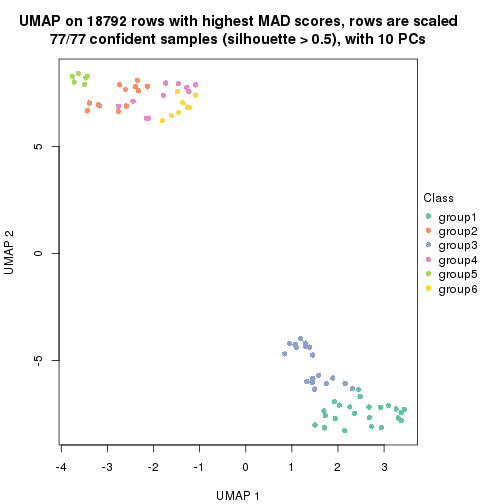 UMAP on 18792 rows with highest MAD scores, rows are scaled
77/77 confident samples (silhouette > 0.5), with 10 PCs
5
0
-5
UMAP 2
-4
-3
-2
-1
0
1
2
3
UMAP 1
Class
group1
group2
group3
group4
group5
group6